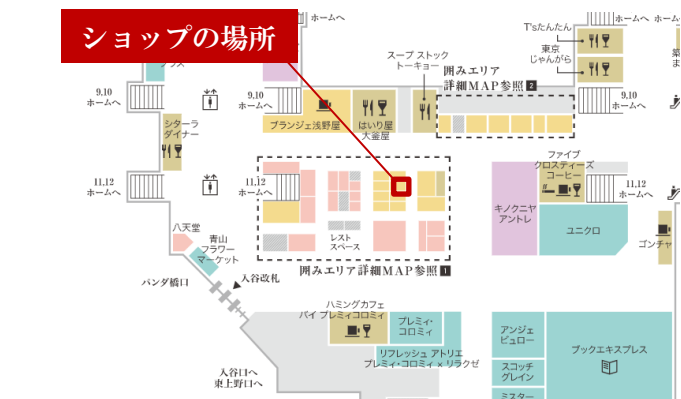 ショップの場所
ホームへ
ホームへ
ホームへ
T'sたんたん
東京
じゃんがら
スープ ストック
トーキョー
囲みエリア
詳細MAP参照2
9,10
ホームへ
9,10
ホームへ
9,10
ホームへ
ブランジェ浅野屋
はいり屋
大釜屋
シターラ
ダイナー
ファイブ
クロスティーズ
コーヒー
11,12
ホームへ
11,12
ホームへ
11,12
ホームへ
キノクニヤ
アントレ
ユニクロ
ゴンチャ
八天堂
青山
フラワー
マーケット
レスト
スペース
囲みエリア詳細MAP参照1
パンダ橋口
入谷改札
ハミングカフェ
バイ プレミィコロミィ
プレミィ・
コロミィ
リフレッシュ アトリエ
プレミィ・コロミィ × リラクゼ
アンジェ
ビュロー
ブックエキスプレス
スコッチ
グレイン
ミスター
入谷口へ
東上野口へ